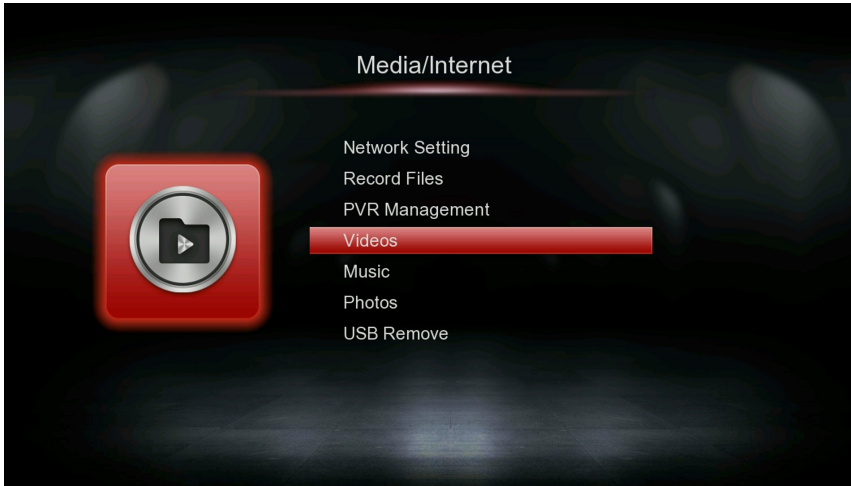 Media/Internet
Network Setting
Record Files
PVR Management
Videos
Music
Photos
USB Remove